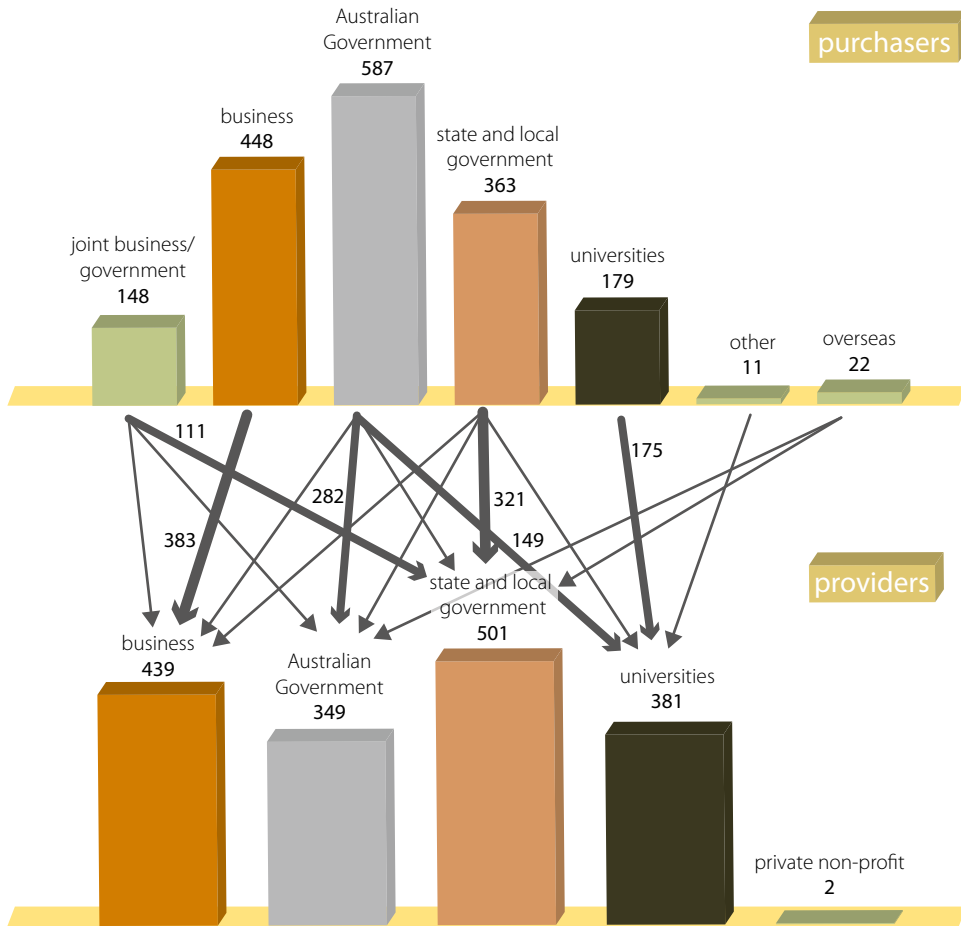 Australian
Government
587
purchasers
business
448
state and local
government
363
joint business/
government
148
universities
179
other
11
overseas
22
111
383
282
321
149
175
providers
state and local
government
501
business
439
Australian
Government
349
universities
381
private non-profit
2